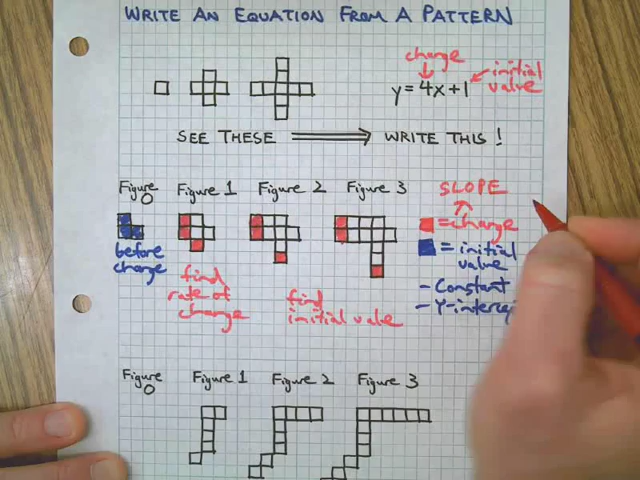 WRITE AN EQUATION FROM A PATTERN
change
initial
value
y = 4x + 1
SEE THESE
WRITE THIS!
Figure
0
Figure 1
Figure 2
Figure 3
SLOPE
= change
= initial
value
- Constant
- Y-intercep
before
change
find
rate of
change
find
initial vale
Figure
0
Figure 1
Figure 2
Figure 3